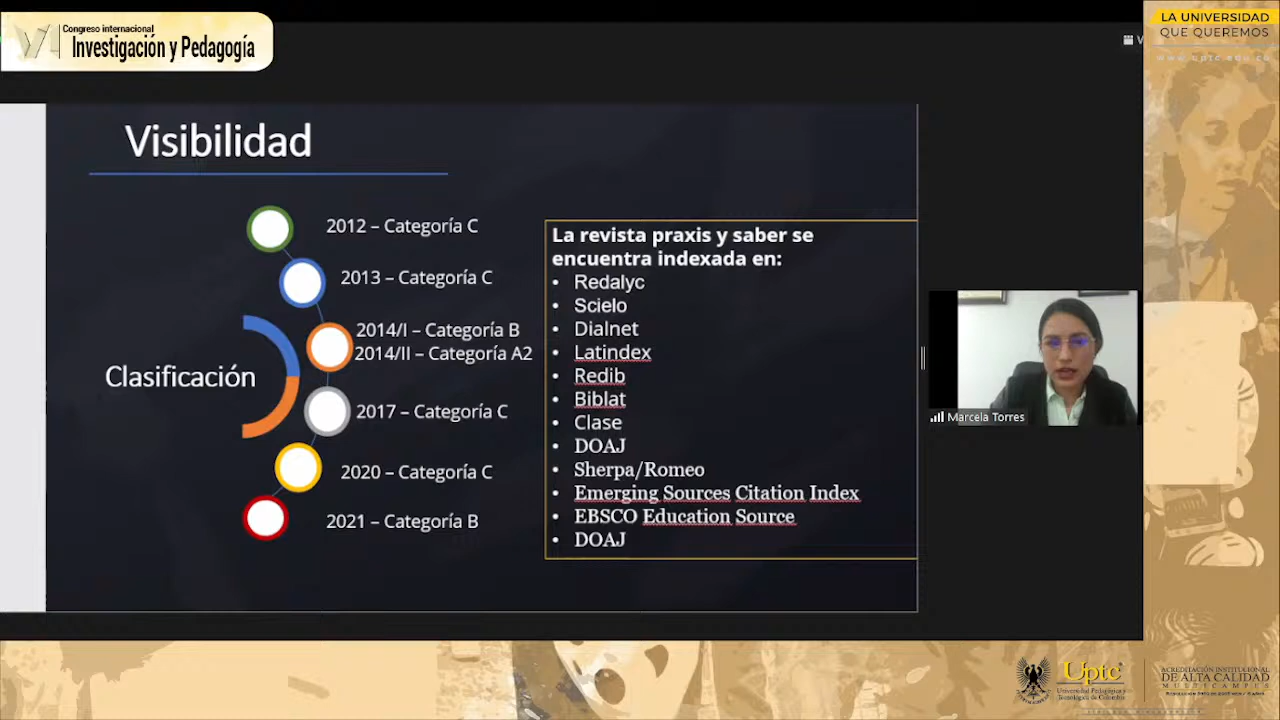 Congreso internacional
Investigación y Pedagogía
LA UNIVERSIDAD
QUE QUEREMOS
www.uptc.edu.co
Visibilidad
Clasificación
2012 – Categoría C
2013 – Categoría C
2014/I – Categoría B
2014/II – Categoría A2
2017 – Categoría C
2020 – Categoría C
2021 – Categoría B
La revista praxis y saber se
encuentra indexada en:
• Redalyc
• Scielo
• Dialnet
• Latindex
• Redib
• Biblat
• Clase
• DOAJ
• Sherpa/Romeo
• Emerging Sources Citation Index
• EBSCO Education Source
• DOAJ
Marcela Torres
Uptc
Universidad Pedagógica y
Tecnológica de Colombia
ACREDITACIÓN INSTITUCIONAL
DE ALTA CALIDAD
MULTICAMPUS